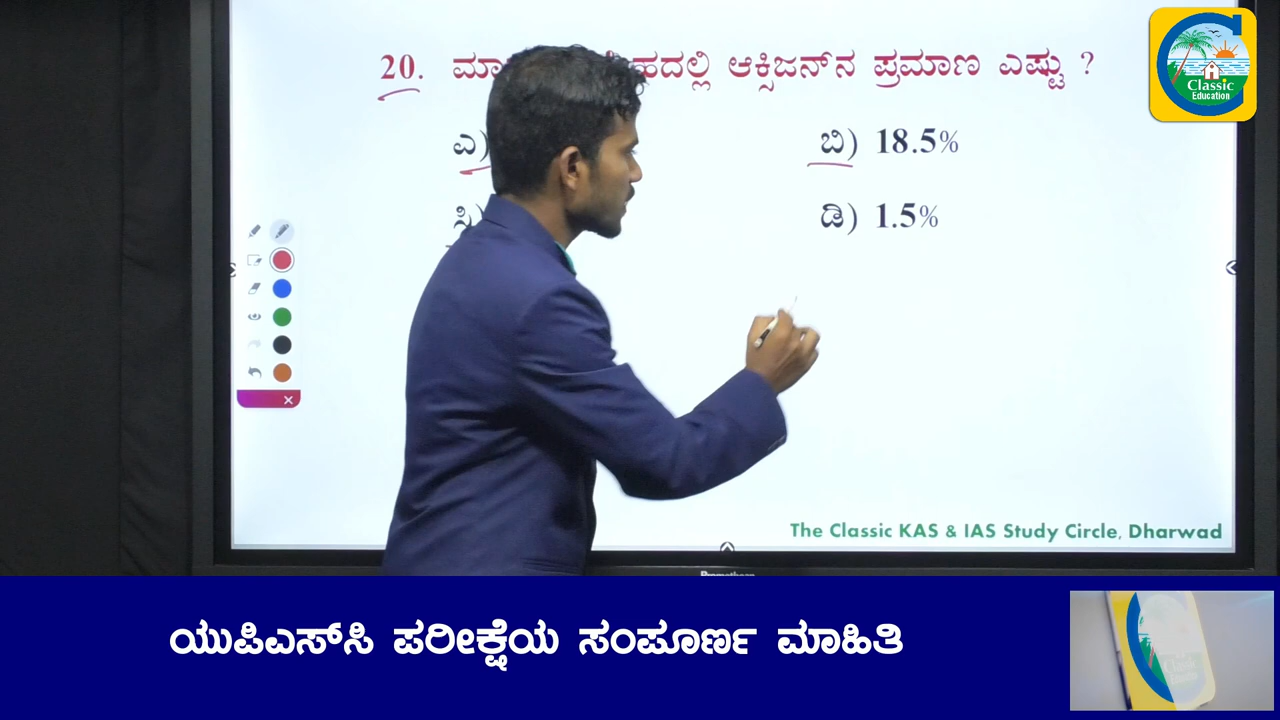 20. ಆಕ್ಸಿಜನ್‌ನ ಪ್ರಮಾಣ ಎಷ್ಟು ?
ಎ)
ಬಿ) 18.5%
ಸಿ)
ಡಿ) 1.5%
Classic
Education
The Classic KAS & IAS Study Circle, Dharwad
ಯುಪಿಎಸ್‌ಸಿ ಪರೀಕ್ಷೆಯ ಸಂಪೂರ್ಣ ಮಾಹಿತಿ